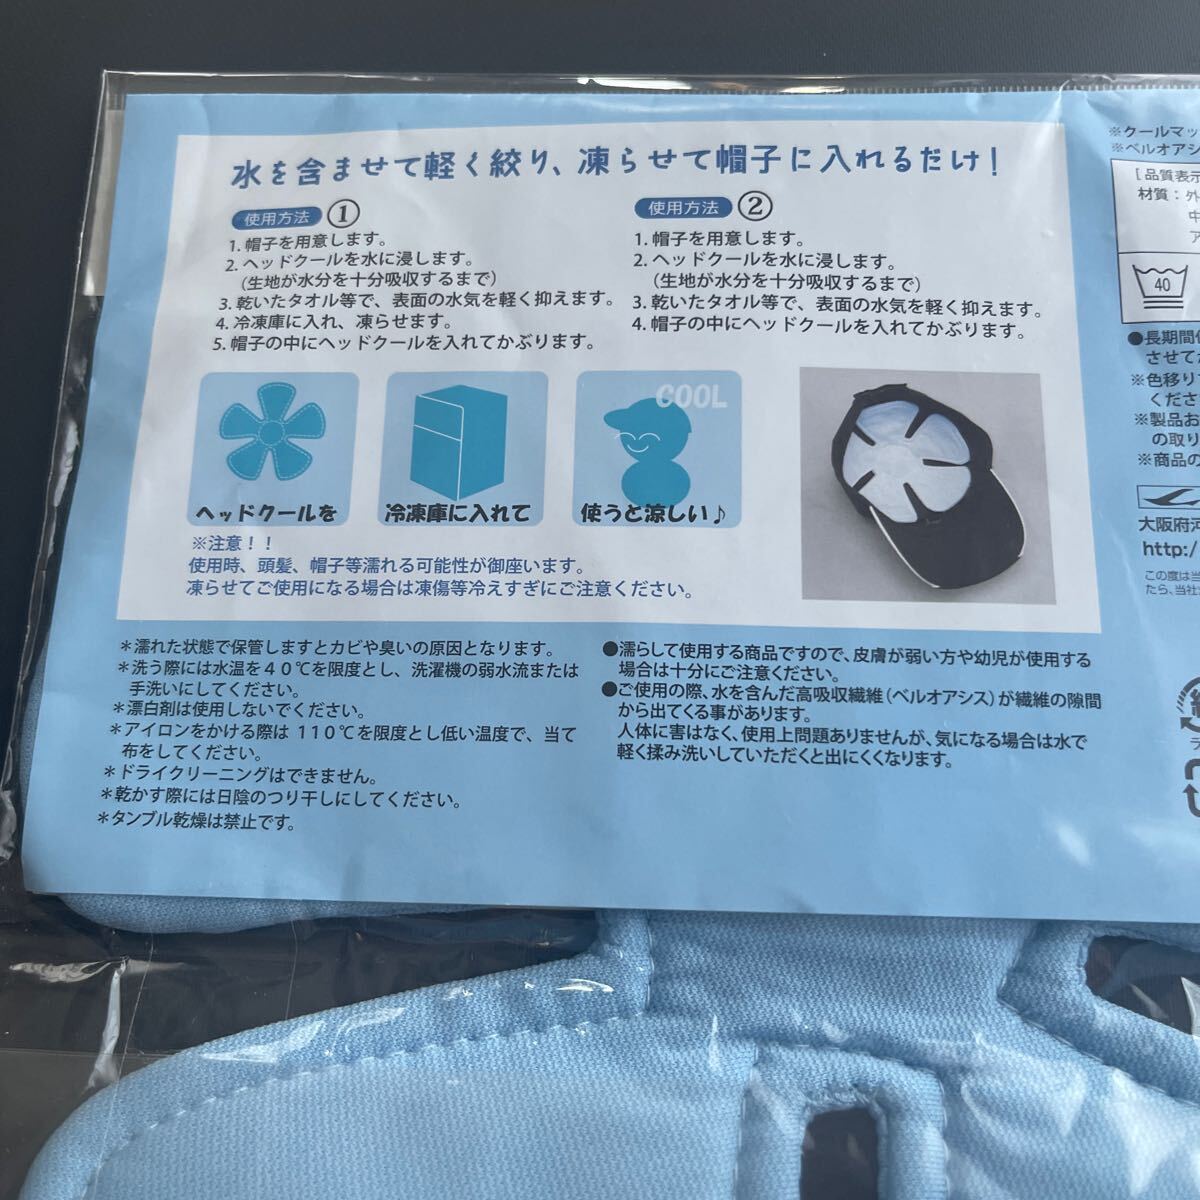 水を含ませて軽く絞り、凍らせて帽子に入れるだけ！
使用方法 ①
1. 帽子を用意します。
2. ヘッドクールを水に浸します。
（生地が水分を十分吸収するまで）
3. 乾いたタオル等で、表面の水気を軽く抑えます。
4. 冷凍庫に入れ、凍らせます。
5. 帽子の中にヘッドクールを入れてかぶります。
使用方法 ②
1. 帽子を用意します。
2. ヘッドクールを水に浸します。
（生地が水分を十分吸収するまで）
3. 乾いたタオル等で、表面の水気を軽く抑えます。
4. 帽子の中にヘッドクールを入れてかぶります。
COOL
ヘッドクールを
冷凍庫に入れて
使うと涼しい♪
※注意！！
使用時、頭髪、帽子等濡れる可能性が御座います。
凍らせてご使用になる場合は凍傷等冷えすぎにご注意ください。
＊濡れた状態で保管しますとカビや臭いの原因となります。
＊洗う際には水温を４０℃を限度とし、洗濯機の弱水流または
手洗いにしてください。
＊漂白剤は使用しないでください。
＊アイロンをかける際は 110℃を限度とし低い温度で、当て
布をしてください。
＊ドライクリーニングはできません。
＊乾かす際には日陰のつり干しにしてください。
＊タンブル乾燥は禁止です。
●濡らして使用する商品ですので、皮膚が弱い方や幼児が使用する
場合は十分にご注意ください。
●ご使用の際、水を含んだ高吸収繊維（ベルオアシス）が繊維の隙間
から出てくる事があります。
人体に害はなく、使用上問題ありませんが、気になる場合は水で
軽く揉み洗いしていただくと出にくくなります。
※クールマッ
※ベルオアシ
［品質表示
材質：外
中
ア
40
●長期間使
させて
※色移り
くださ
※製品お
の取り
※商品の
大阪府河
http:/
この度は当
たら、当社